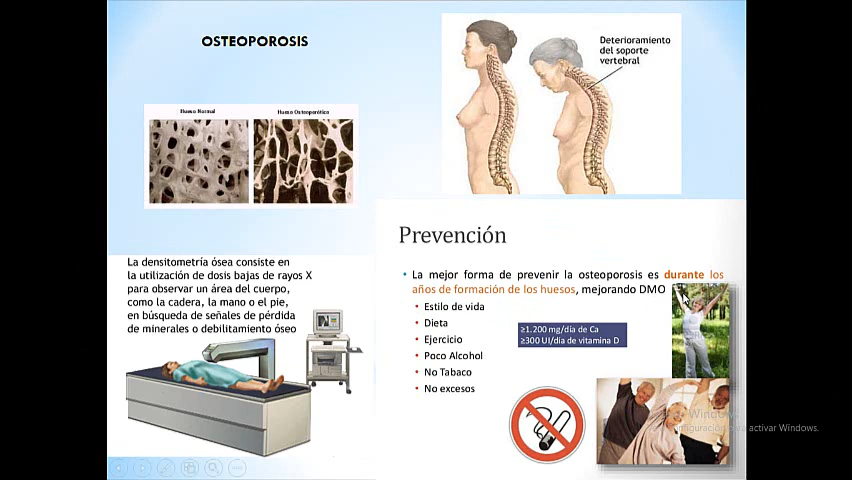 OSTEOPOROSIS
Deterioramiento
del soporte
vertebral
Hueso Normal
Hueso Osteoporótico
Prevención
La densitometría ósea consiste en
la utilización de dosis bajas de rayos X
para observar un área del cuerpo,
como la cadera, la mano o el pie,
en búsqueda de señales de pérdida
de minerales o debilitamiento óseo
• La mejor forma de prevenir la osteoporosis es durante los
años de formación de los huesos, mejorando DMO
• Estilo de vida
• Dieta
• Ejercicio
• Poco Alcohol
• No Tabaco
• No excesos
≥1.200 mg/día de Ca
≥300 UI/día de vitamina D
Windows
para activar Windows.